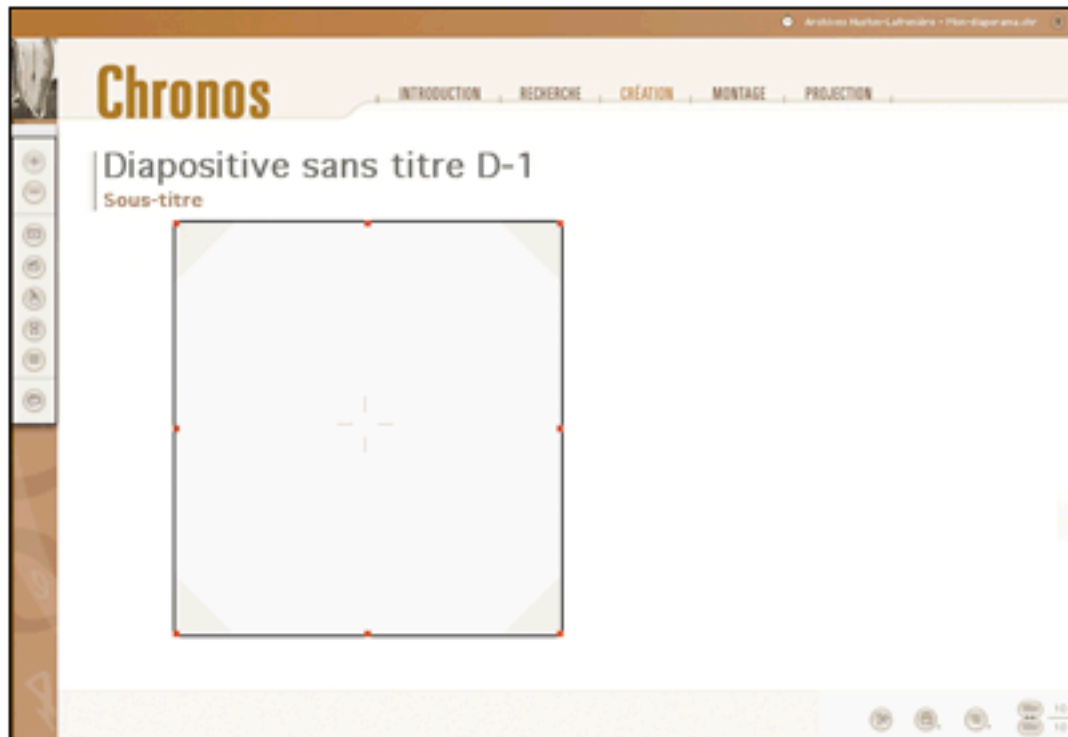 Chronos
INTRODUCTION RECHERCHE CRÉATION MONTAGE PROJECTION
Diapositive sans titre D-1
Sous-titre